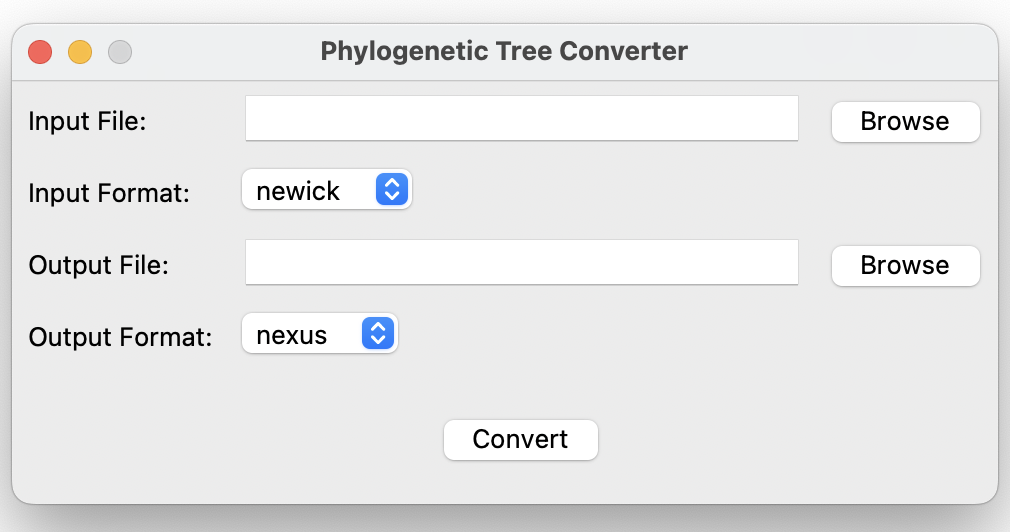 Phylogenetic Tree Converter
Input File:
Browse
Input Format:
newick
Output File:
Browse
Output Format:
nexus
Convert